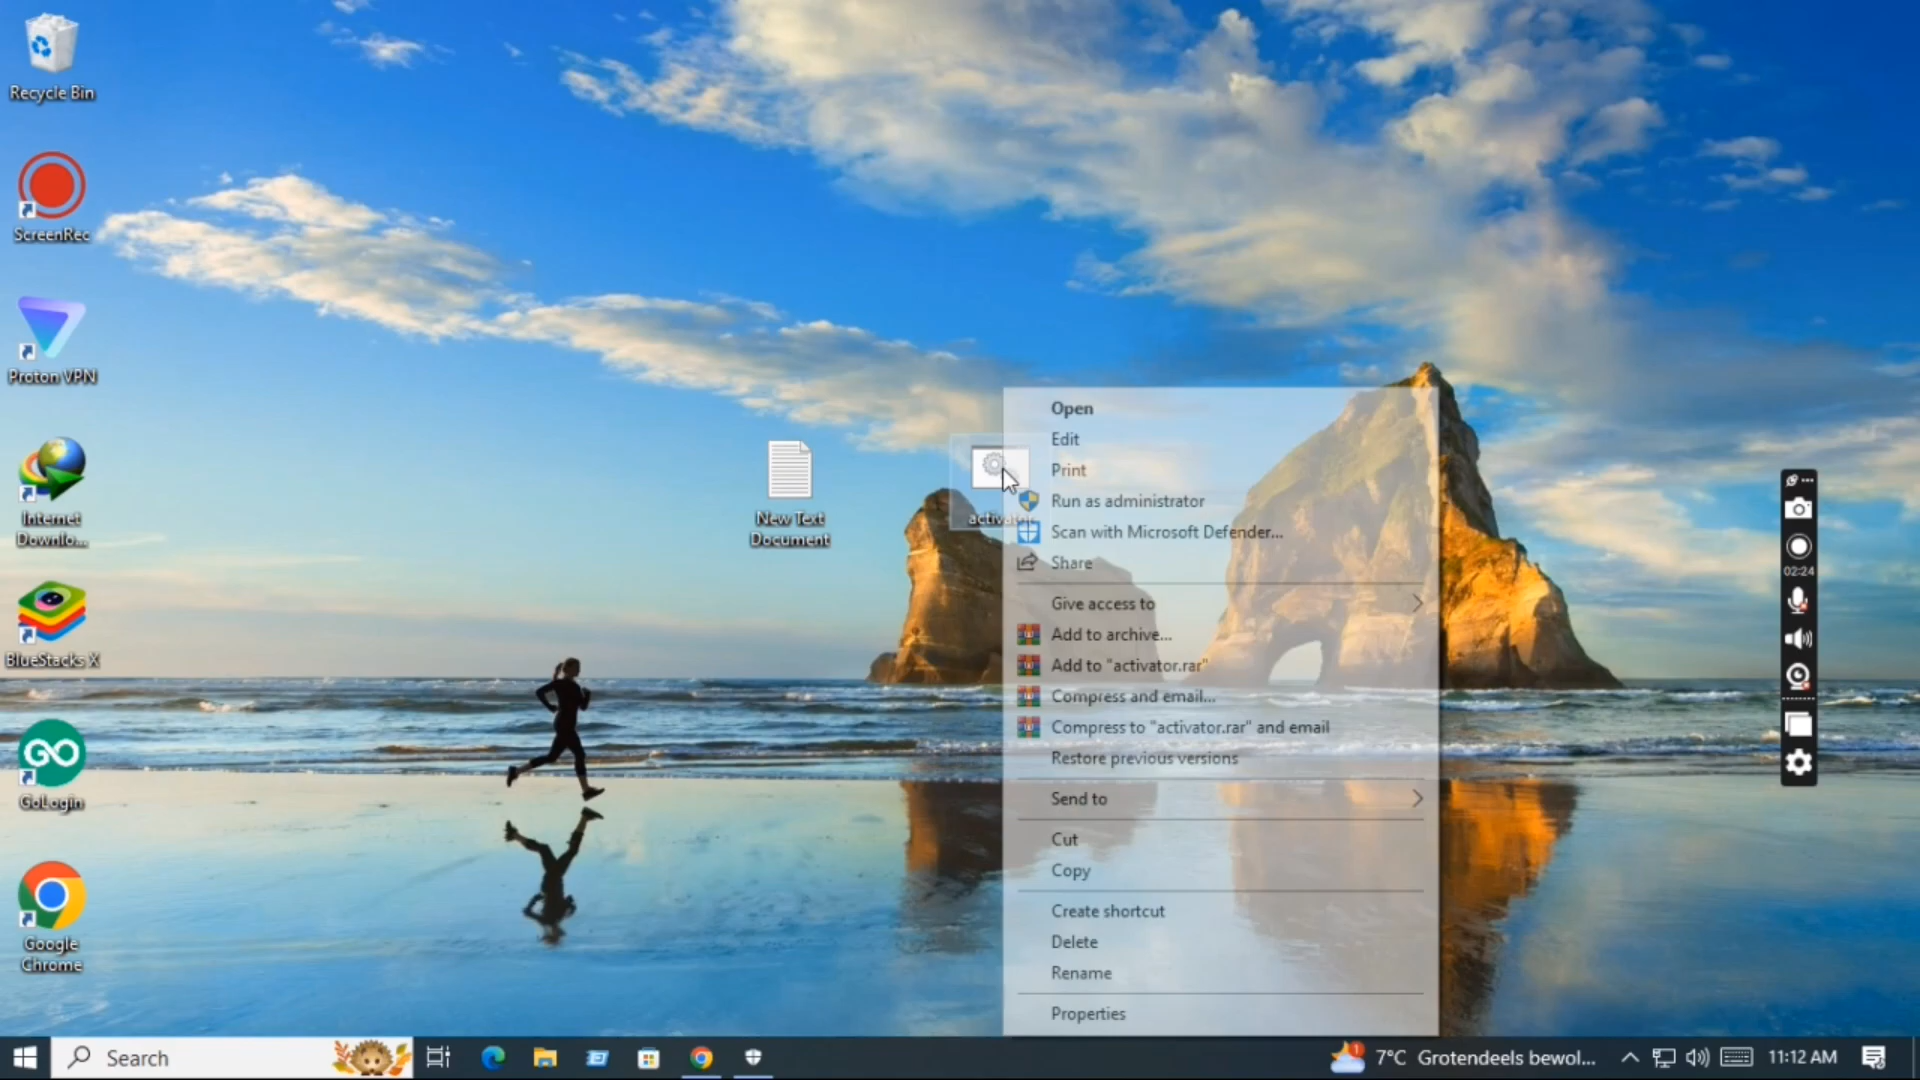 Recycle Bin
ScreenRec
Proton VPN
Internet
Downlo...
BlueStacks X
GoLogin
Google
Chrome
New Text
Document
activator
Open
Edit
Print
Run as administrator
Scan with Microsoft Defender...
Share
Give access to
Add to archive...
Add to "activator.rar"
Compress and email...
Compress to "activator.rar" and email
Restore previous versions
Send to
Cut
Copy
Create shortcut
Delete
Rename
Properties
02:24
Search
7°C Grotendeels bewol...
11:12 AM